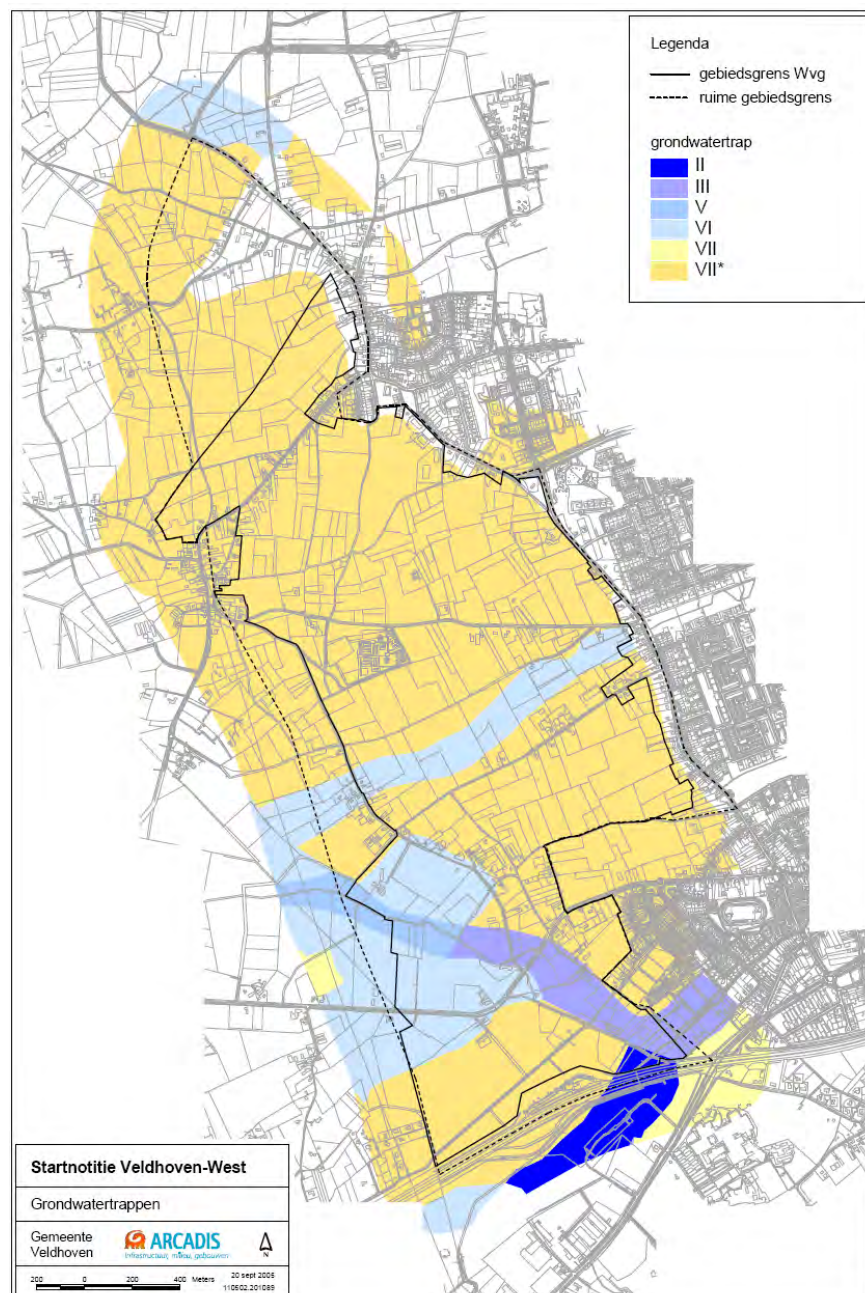 Legenda
gebiedsgrens Wvg
ruime gebiedsgrens
grondwatertrap
II
III
V
VI
VII
VII*
Startnotitie Veldhoven-West
Grondwatertrappen
Gemeente
Veldhoven
ARCADIS
Infrastructuur, milieu, gebouwen
N
200 0 200 400 Meters
20 sept 2005
110502.201089